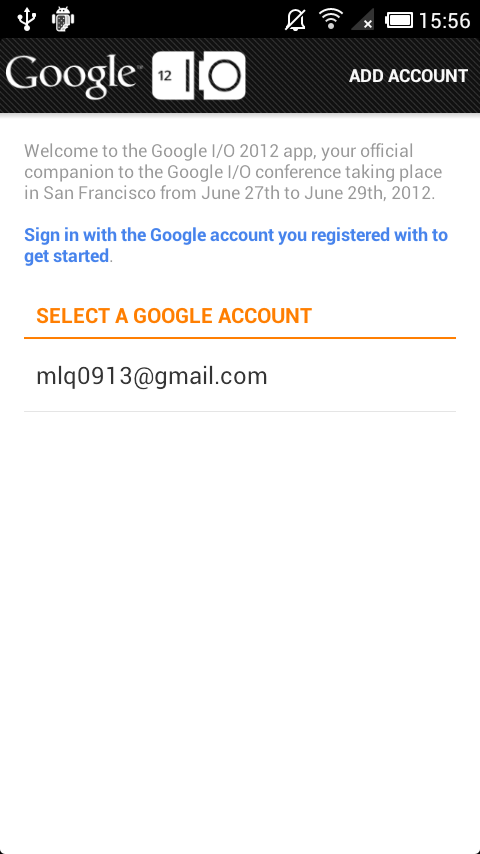 15:56
Google™ 12 IO
ADD ACCOUNT
Welcome to the Google I/O 2012 app, your official
companion to the Google I/O conference taking place
in San Francisco from June 27th to June 29th, 2012.
Sign in with the Google account you registered with to
get started.
SELECT A GOOGLE ACCOUNT
mlq0913@gmail.com